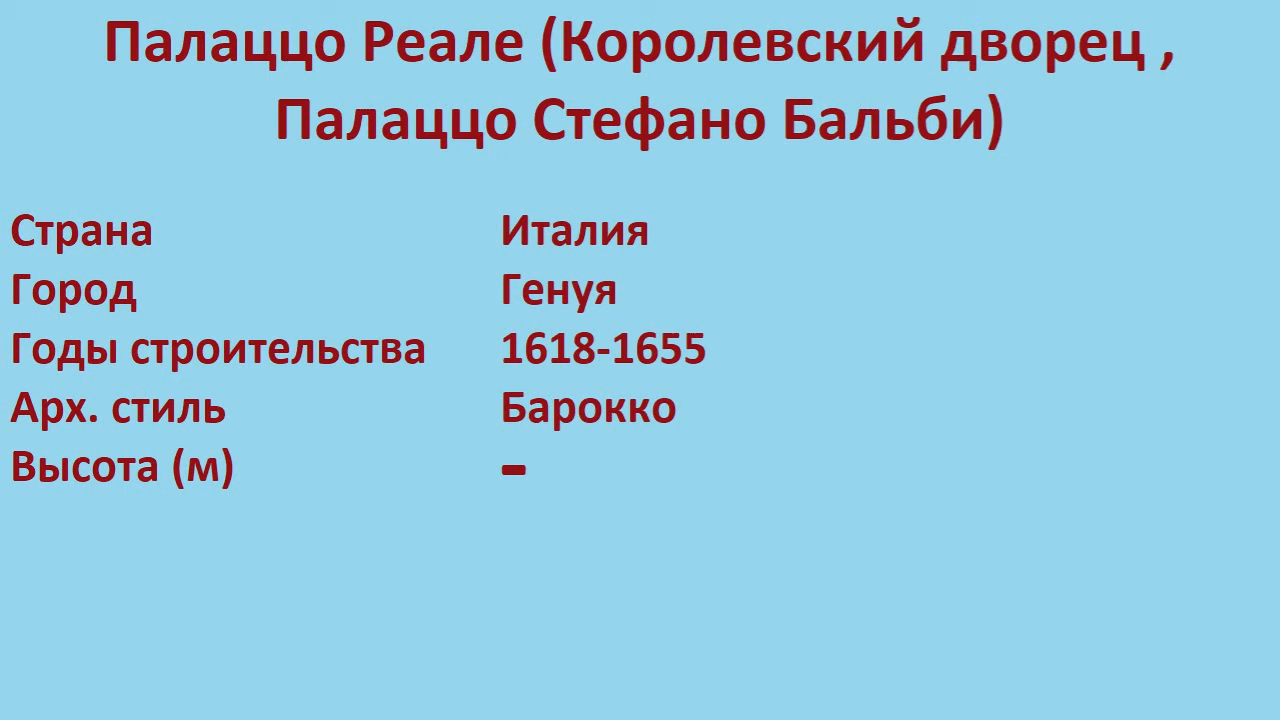 Палаццо Реале (Королевский дворец ,
Палаццо Стефано Бальби)
Страна Италия
Город Генуя
Годы строительства 1618-1655
Арх. стиль Барокко
Высота (м) -